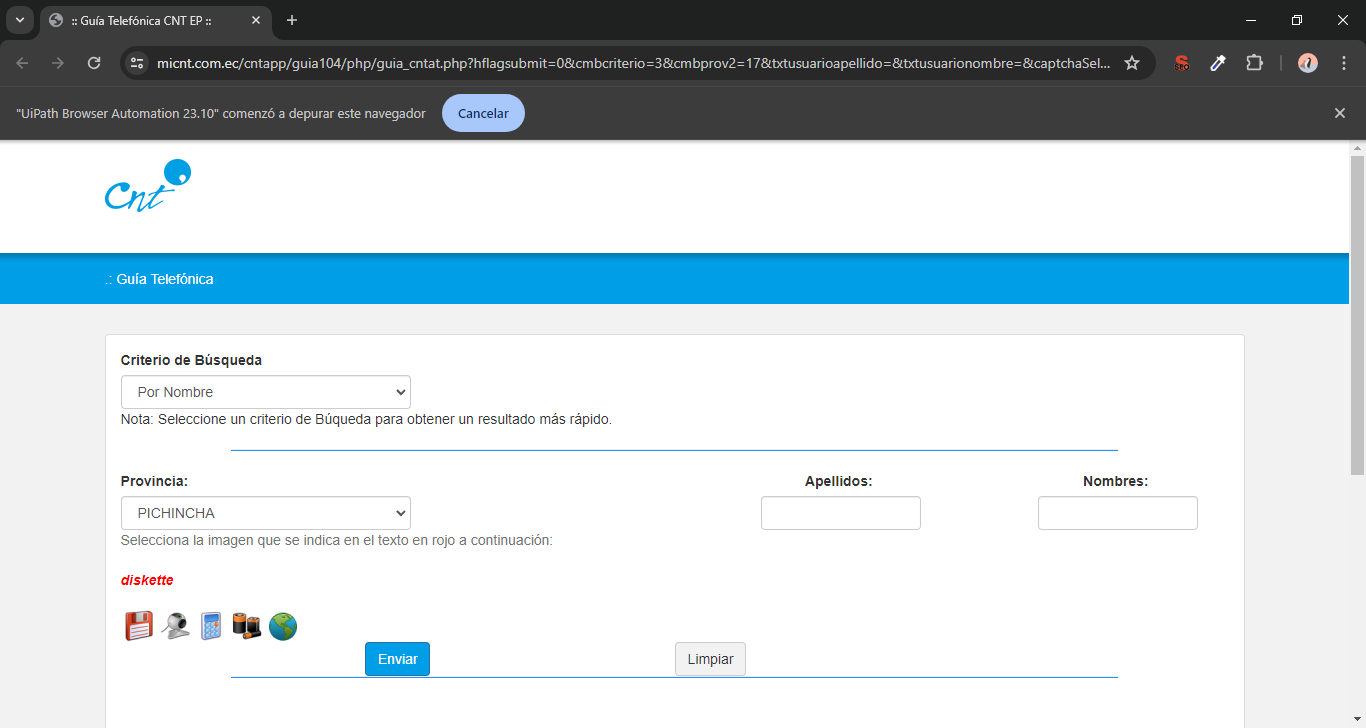 :: Guía Telefónica CNT EP ::
micnt.com.ec/cntapp/guia104/php/guia_cntat.php?hflagsubmit=0&cmbcriterio=3&cmbprov2=17&txtusuarioapellido=&txtusuarionombre=&captchaSel...
"UiPath Browser Automation 23.10" comenzó a depurar este navegador Cancelar
Cnt
.: Guía Telefónica
Criterio de Búsqueda
Por Nombre
Nota: Seleccione un criterio de Búqueda para obtener un resultado más rápido.
Provincia: Apellidos: Nombres:
PICHINCHA
Selecciona la imagen que se indica en el texto en rojo a continuación:
diskette
Enviar Limpiar